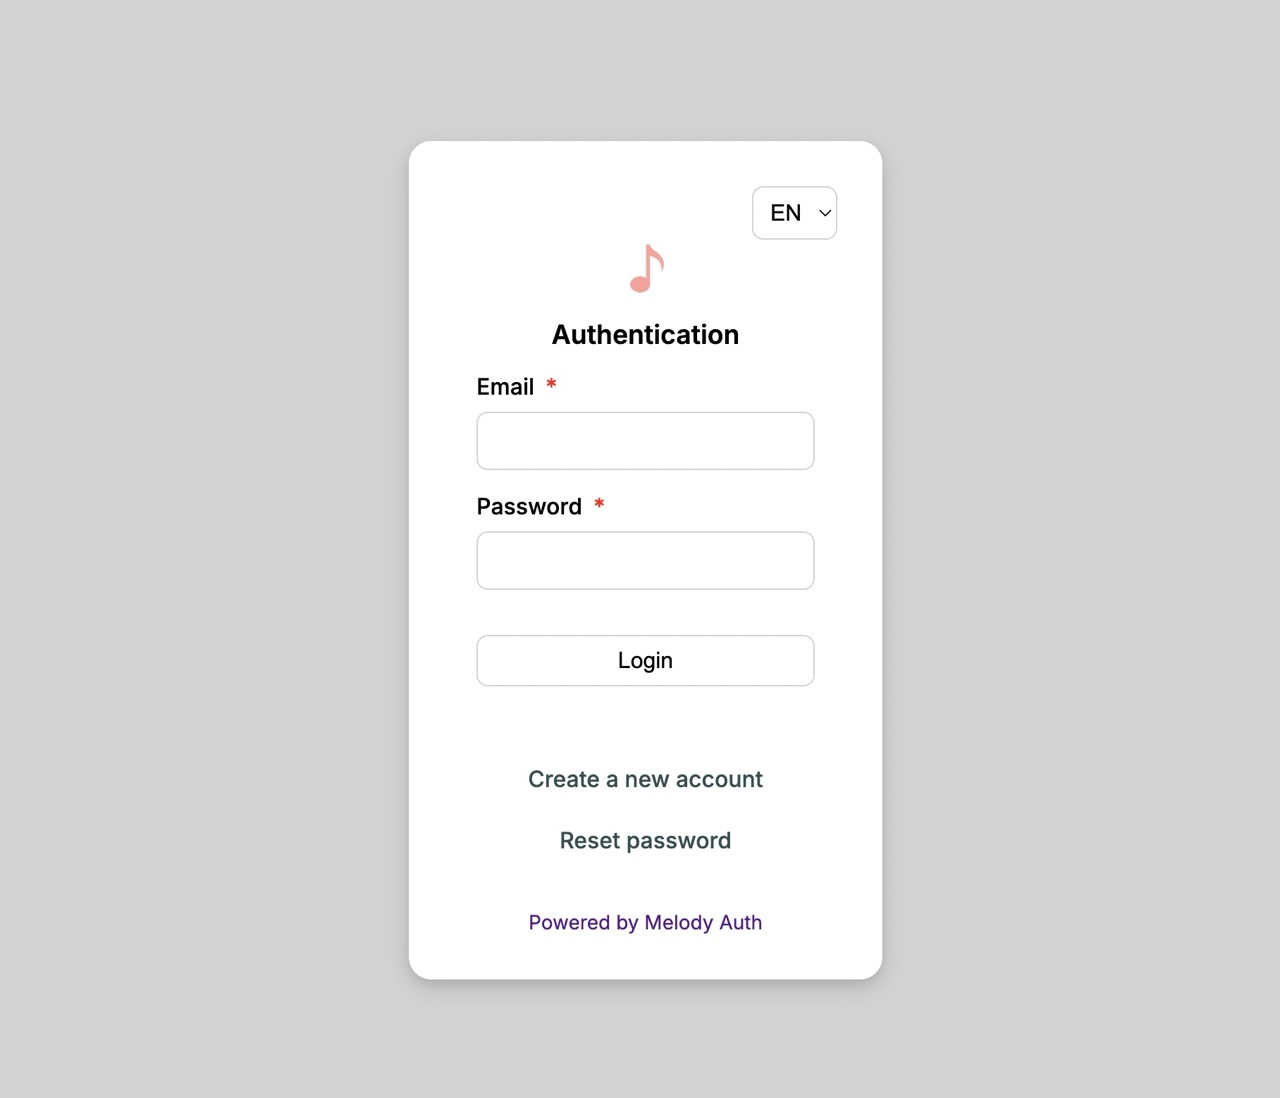 EN
Authentication
Email *
Password *
Login
Create a new account
Reset password
Powered by Melody Auth